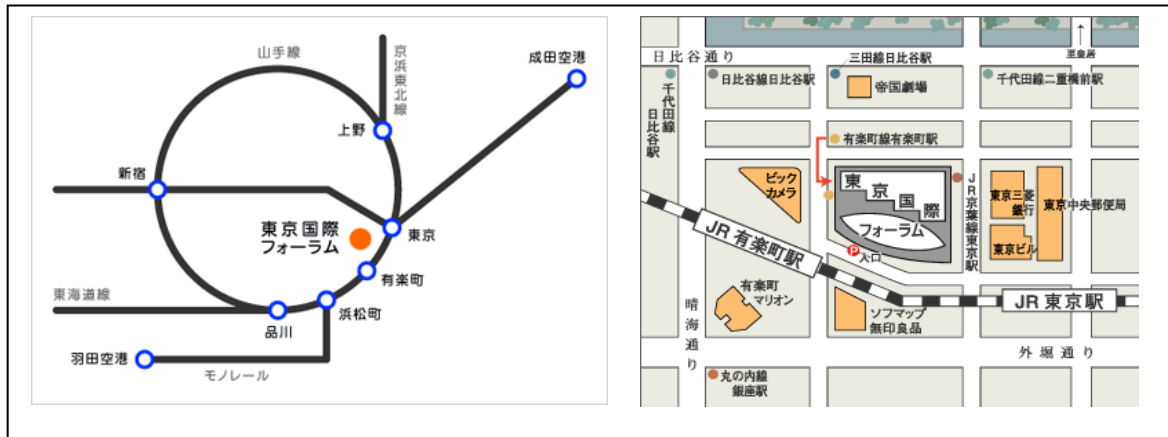 山手線
京浜東北線
成田空港
上野
新宿
東京国際
フォーラム
東京
有楽町
東海道線
浜松町
品川
羽田空港
モノレール
日比谷通り
至皇居
三田線日比谷駅
日比谷線日比谷駅
千代田線二重橋前駅
帝国劇場
千代田線
日比谷駅
有楽町線有楽町駅
ビック
カメラ
東京国際
フォーラム
JR京葉線東京駅
東京三菱
銀行
東京中央郵便局
東京ビル
P
入口
JR 有楽町駅
有楽町
マリオン
晴海通り
ソフマップ
無印良品
JR 東京駅
外堀通り
丸の内線
銀座駅